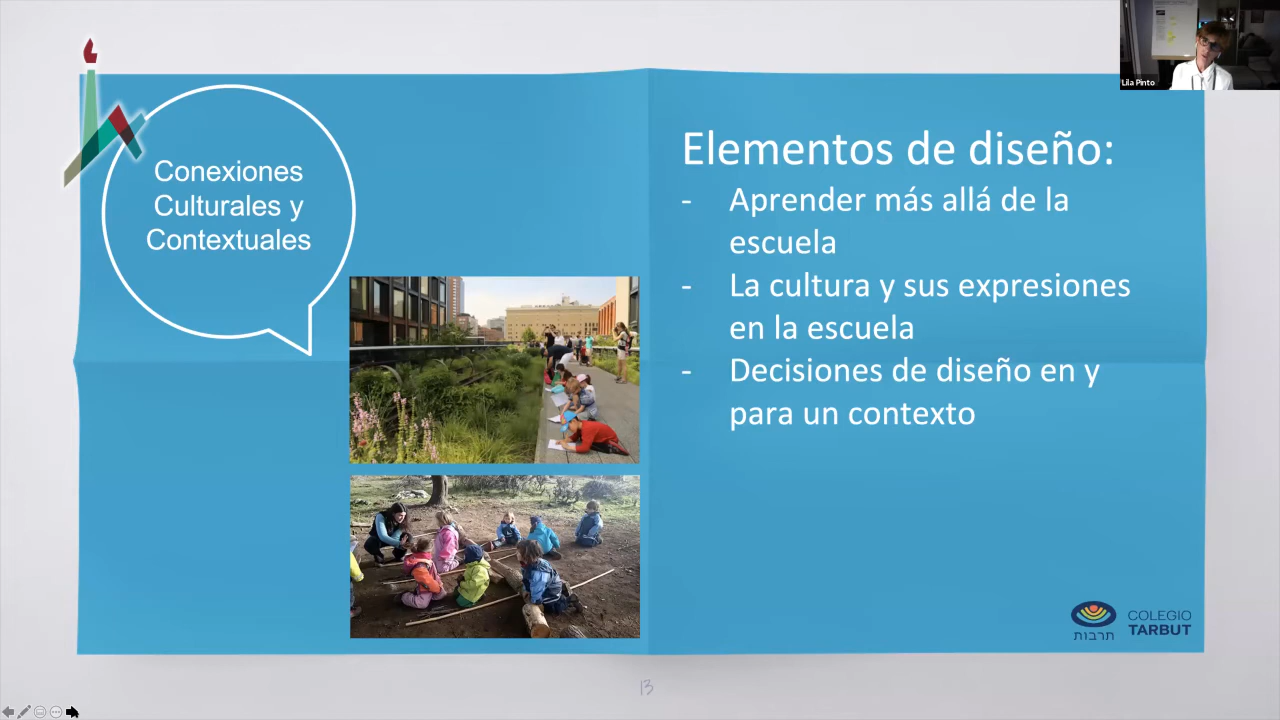 Lila Pinto
Conexiones
Culturales y
Contextuales
Elementos de diseño:
- Aprender más allá de la
escuela
- La cultura y sus expresiones
en la escuela
- Decisiones de diseño en y
para un contexto
תרבות
COLEGIO
TARBUT
13